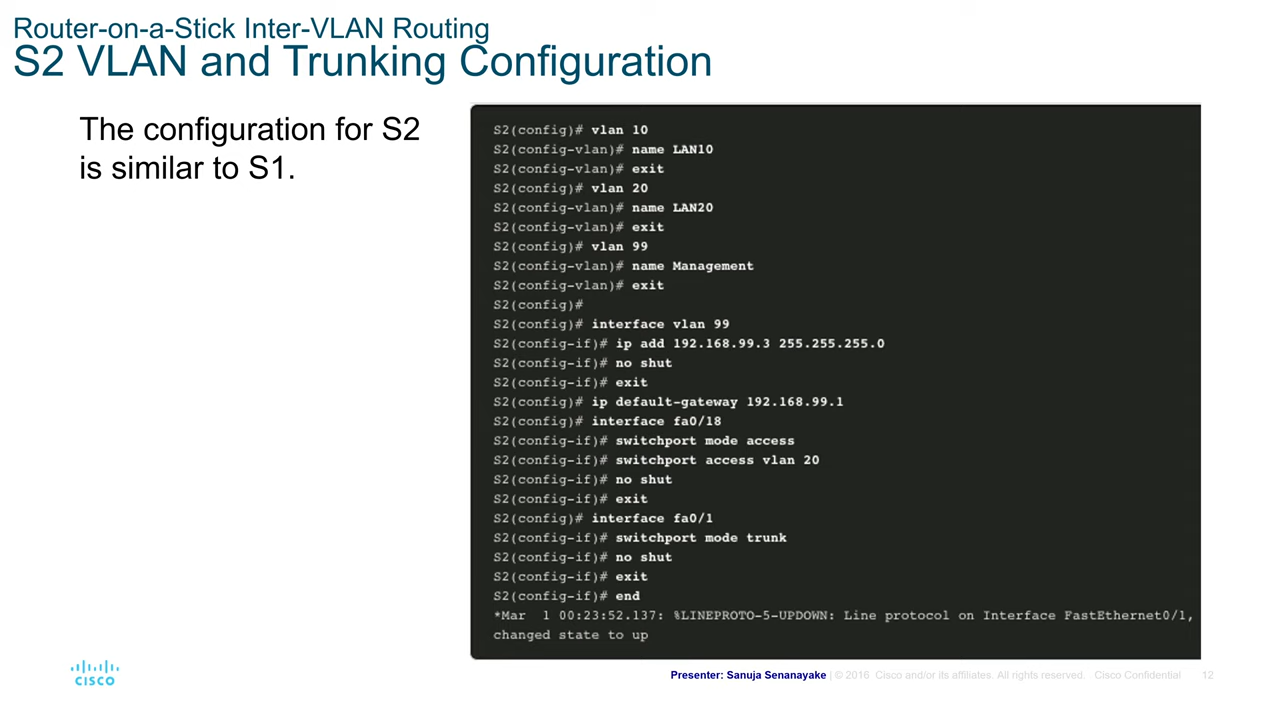 Router-on-a-Stick Inter-VLAN Routing
S2 VLAN and Trunking Configuration
The configuration for S2
is similar to S1.
S2(config)# vlan 10
S2(config-vlan)# name LAN10
S2(config-vlan)# exit
S2(config)# vlan 20
S2(config-vlan)# name LAN20
S2(config-vlan)# exit
S2(config)# vlan 99
S2(config-vlan)# name Management
S2(config-vlan)# exit
S2(config)#
S2(config)# interface vlan 99
S2(config-if)# ip add 192.168.99.3 255.255.255.0
S2(config-if)# no shut
S2(config-if)# exit
S2(config)# ip default-gateway 192.168.99.1
S2(config)# interface fa0/18
S2(config-if)# switchport mode access
S2(config-if)# switchport access vlan 20
S2(config-if)# no shut
S2(config-if)# exit
S2(config)# interface fa0/1
S2(config-if)# switchport mode trunk
S2(config-if)# no shut
S2(config-if)# exit
S2(config-if)# end
*Mar  1 00:23:52.137: %LINEPROTO-5-UPDOWN: Line protocol on Interface FastEthernet0/1,
changed state to up
CISCO
Presenter: Sanuja Senanayake | © 2016 Cisco and/or its affiliates. All rights reserved. Cisco Confidential 12